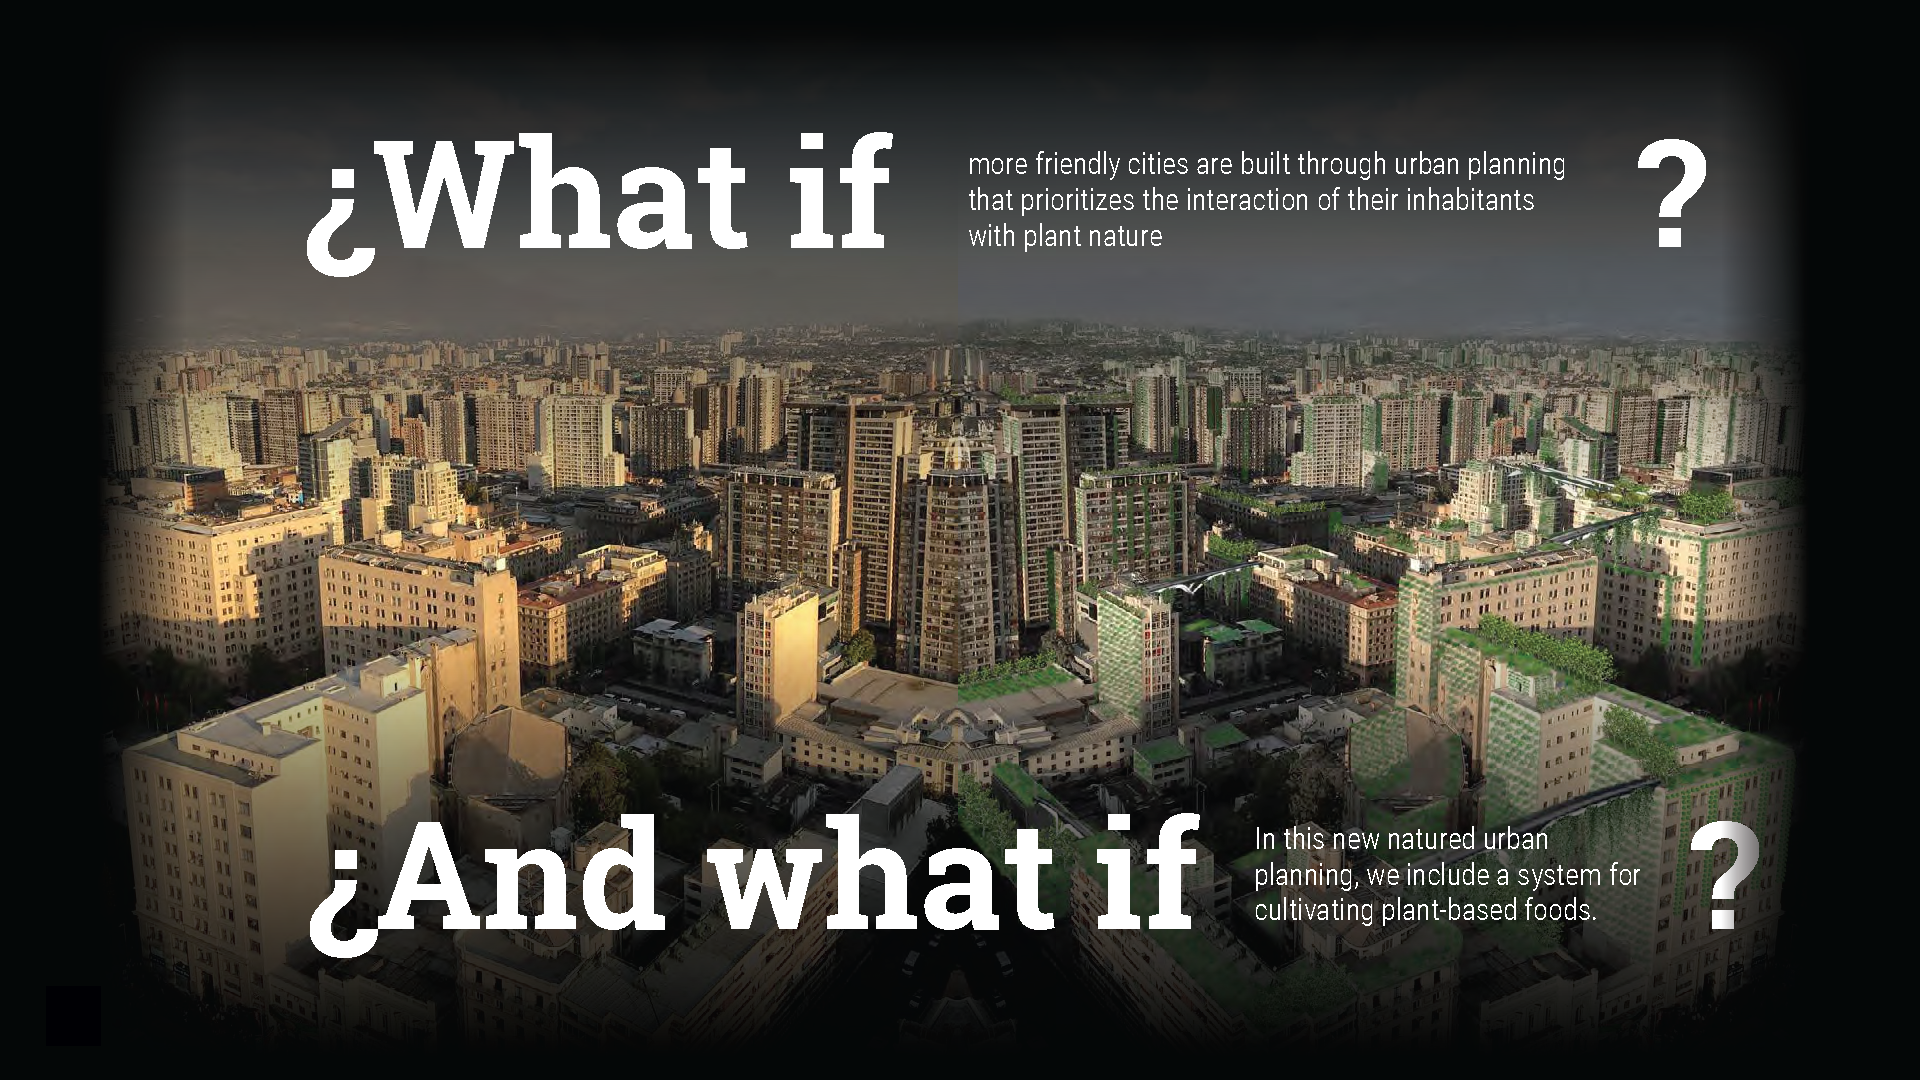 ¿What if
more friendly cities are built through urban planning
that prioritizes the interaction of their inhabitants
with plant nature
?
¿And what if
In this new natured urban
planning, we include a system for
cultivating plant-based foods.
?